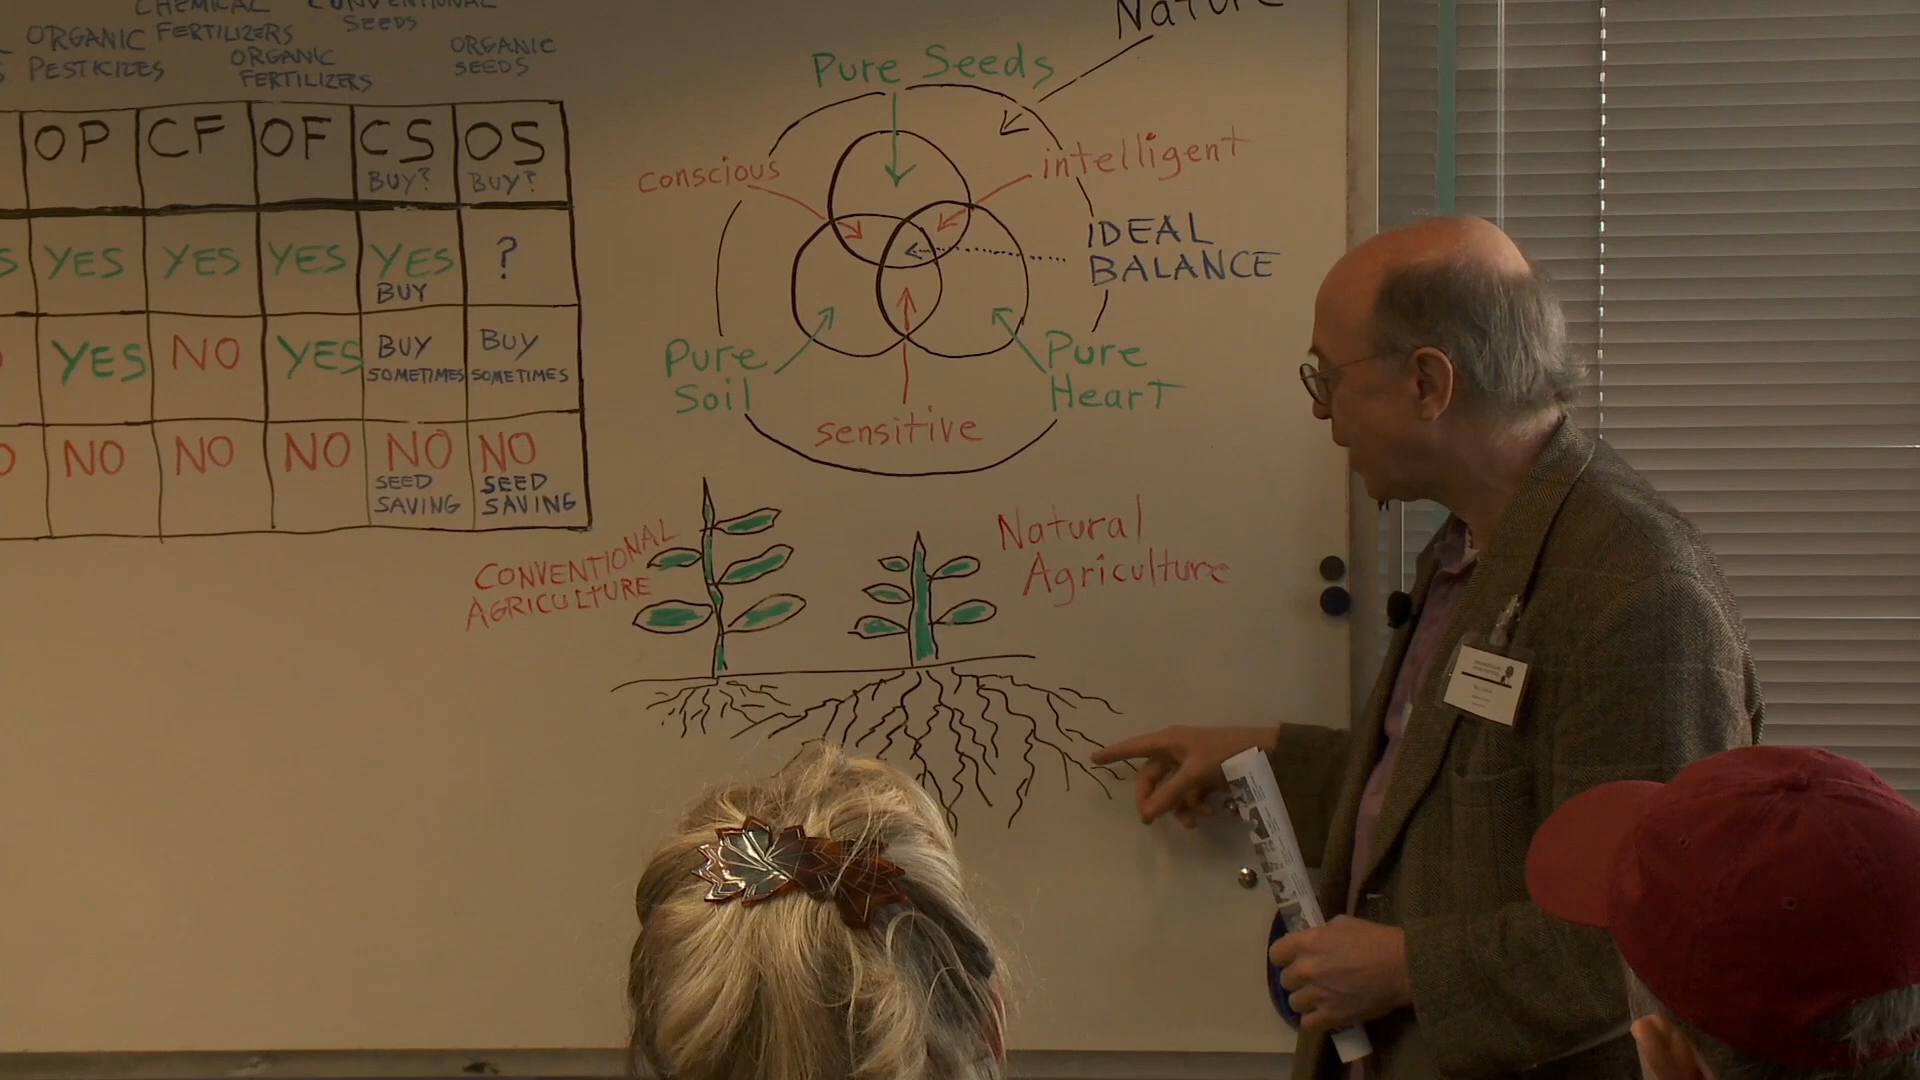 CHEMICAL
FERTILIZERS
CONVENTIONAL
SEEDS
ORGANIC
PESTICIZES
ORGANIC
FERTILIZERS
ORGANIC
SEEDS
OP CF OF CS OS
BUY? BUY?
YES YES YES YES ?
BUY
YES NO YES BUY BUY
SOMETIMES SOMETIMES
NO NO NO NO NO
SEED SEED
SAVING SAVING
Nature
Pure Seeds
conscious
intelligent
IDEAL
BALANCE
Pure
Soil
Pure
Heart
sensitive
CONVENTIONAL
AGRICULTURE
Natural
Agriculture